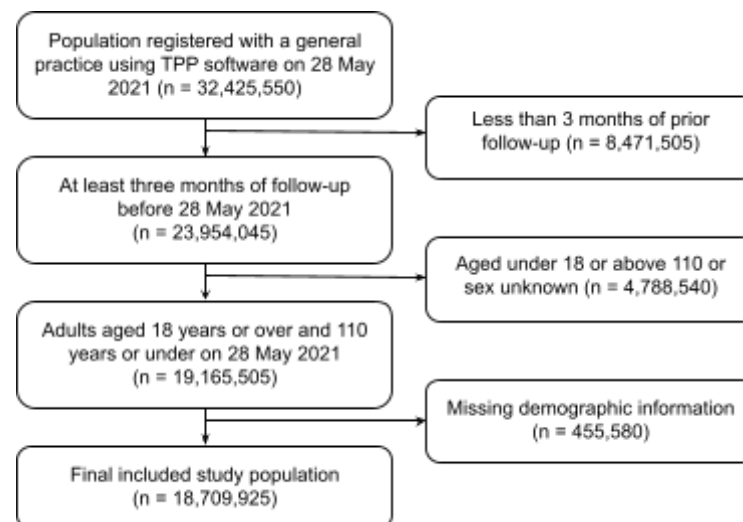 Population registered with a general
practice using TPP software on 28 May
2021 (n = 32,425,550)
Less than 3 months of prior
follow-up (n = 8,471,505)
At least three months of follow-up
before 28 May 2021
(n = 23,954,045)
Aged under 18 or above 110 or
sex unknown (n = 4,788,540)
Adults aged 18 years or over and 110
years or under on 28 May 2021
(n = 19,165,505)
Missing demographic information
(n = 455,580)
Final included study population
(n = 18,709,925)